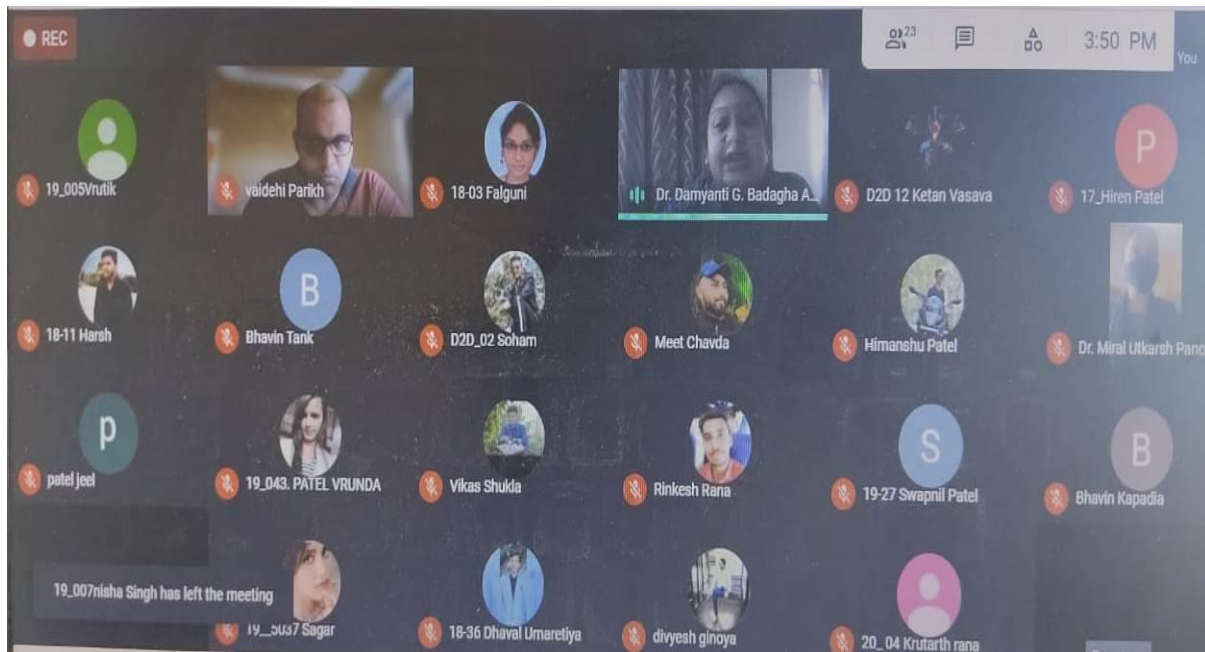 REC
23
3:50 PM
You
19_005Vrutik
vaidehi Parikh
18-03 Falguni
Dr. Damyanti G. Badagha A...
D2D 12 Ketan Vasava
P
17_Hiren Patel
18-11 Harsh
B
Bhavin Tank
D2D_02 Soham
Meet Chavda
Himanshu Patel
Dr. Miral Utkarsh Panc
p
patel jeel
19_043. PATEL VRUNDA
Vikas Shukla
Rinkesh Rana
S
19-27 Swapnil Patel
B
Bhavin Kapadia
19_007nisha Singh has left the meeting
19__5037 Sagar
18-36 Dhaval Umaretiya
divyesh ginoya
20_ 04 Krutarth rana